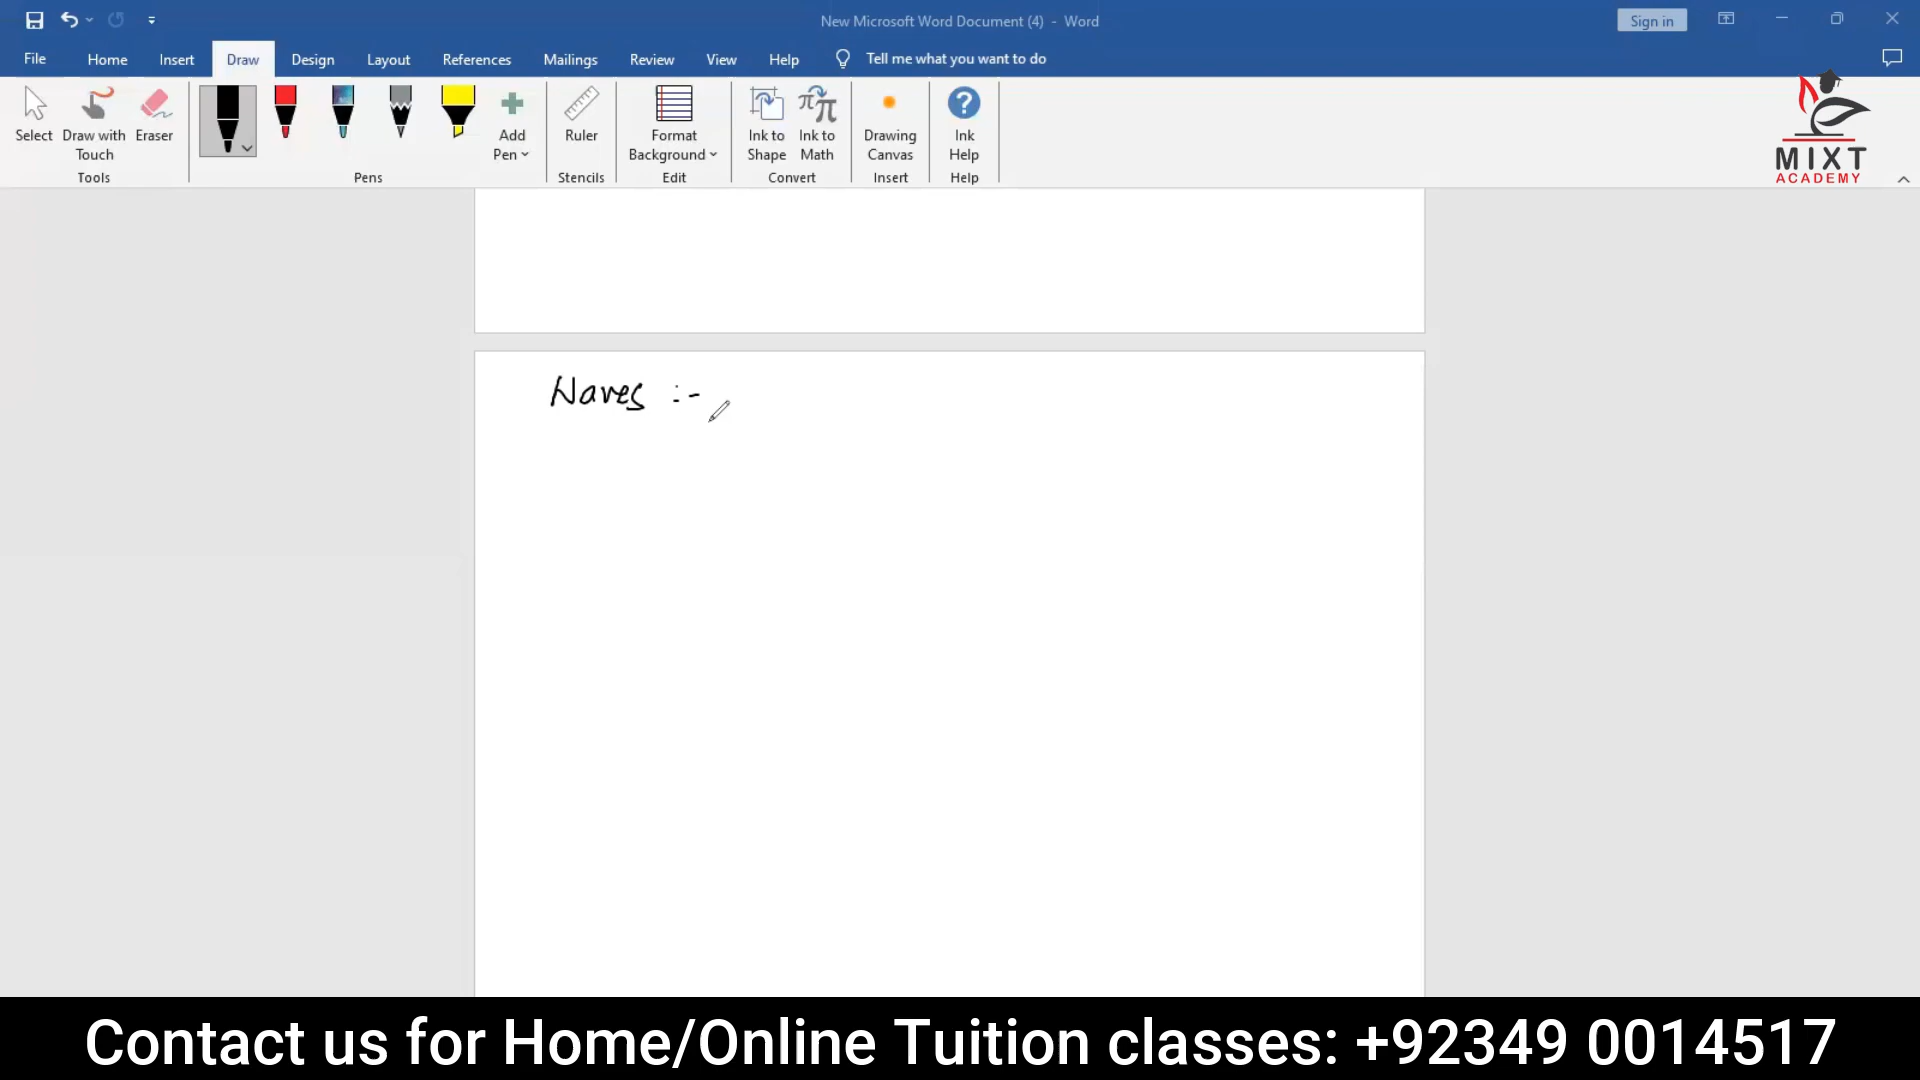 New Microsoft Word Document (4) - Word
Sign in
File Home Insert Draw Design Layout References Mailings Review View Help Tell me what you want to do
Select
Draw with Touch
Eraser
Tools
Pens
Add Pen
Ruler
Stencils
Format Background
Edit
Ink to Shape
Ink to Math
Convert
Drawing Canvas
Insert
Ink Help
Help
MIXT
ACADEMY
Waves :-
Contact us for Home/Online Tuition classes: +92349 0014517